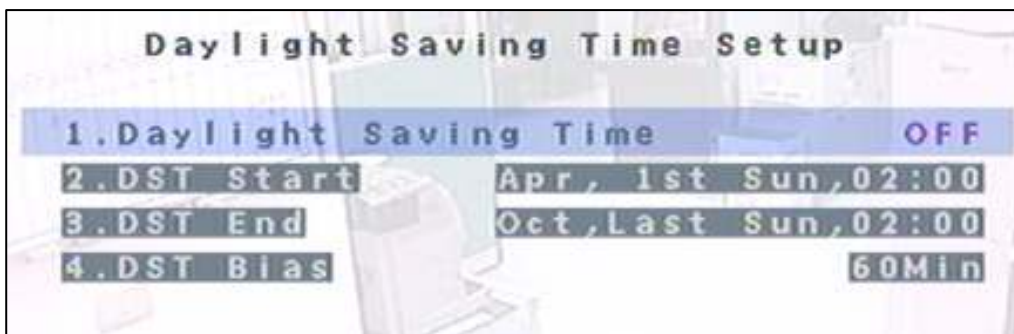 Daylight Saving Time Setup
1.Daylight Saving Time OFF
2.DST Start Apr, 1st Sun,02:00
3.DST End Oct,Last Sun,02:00
4.DST Bias 60Min